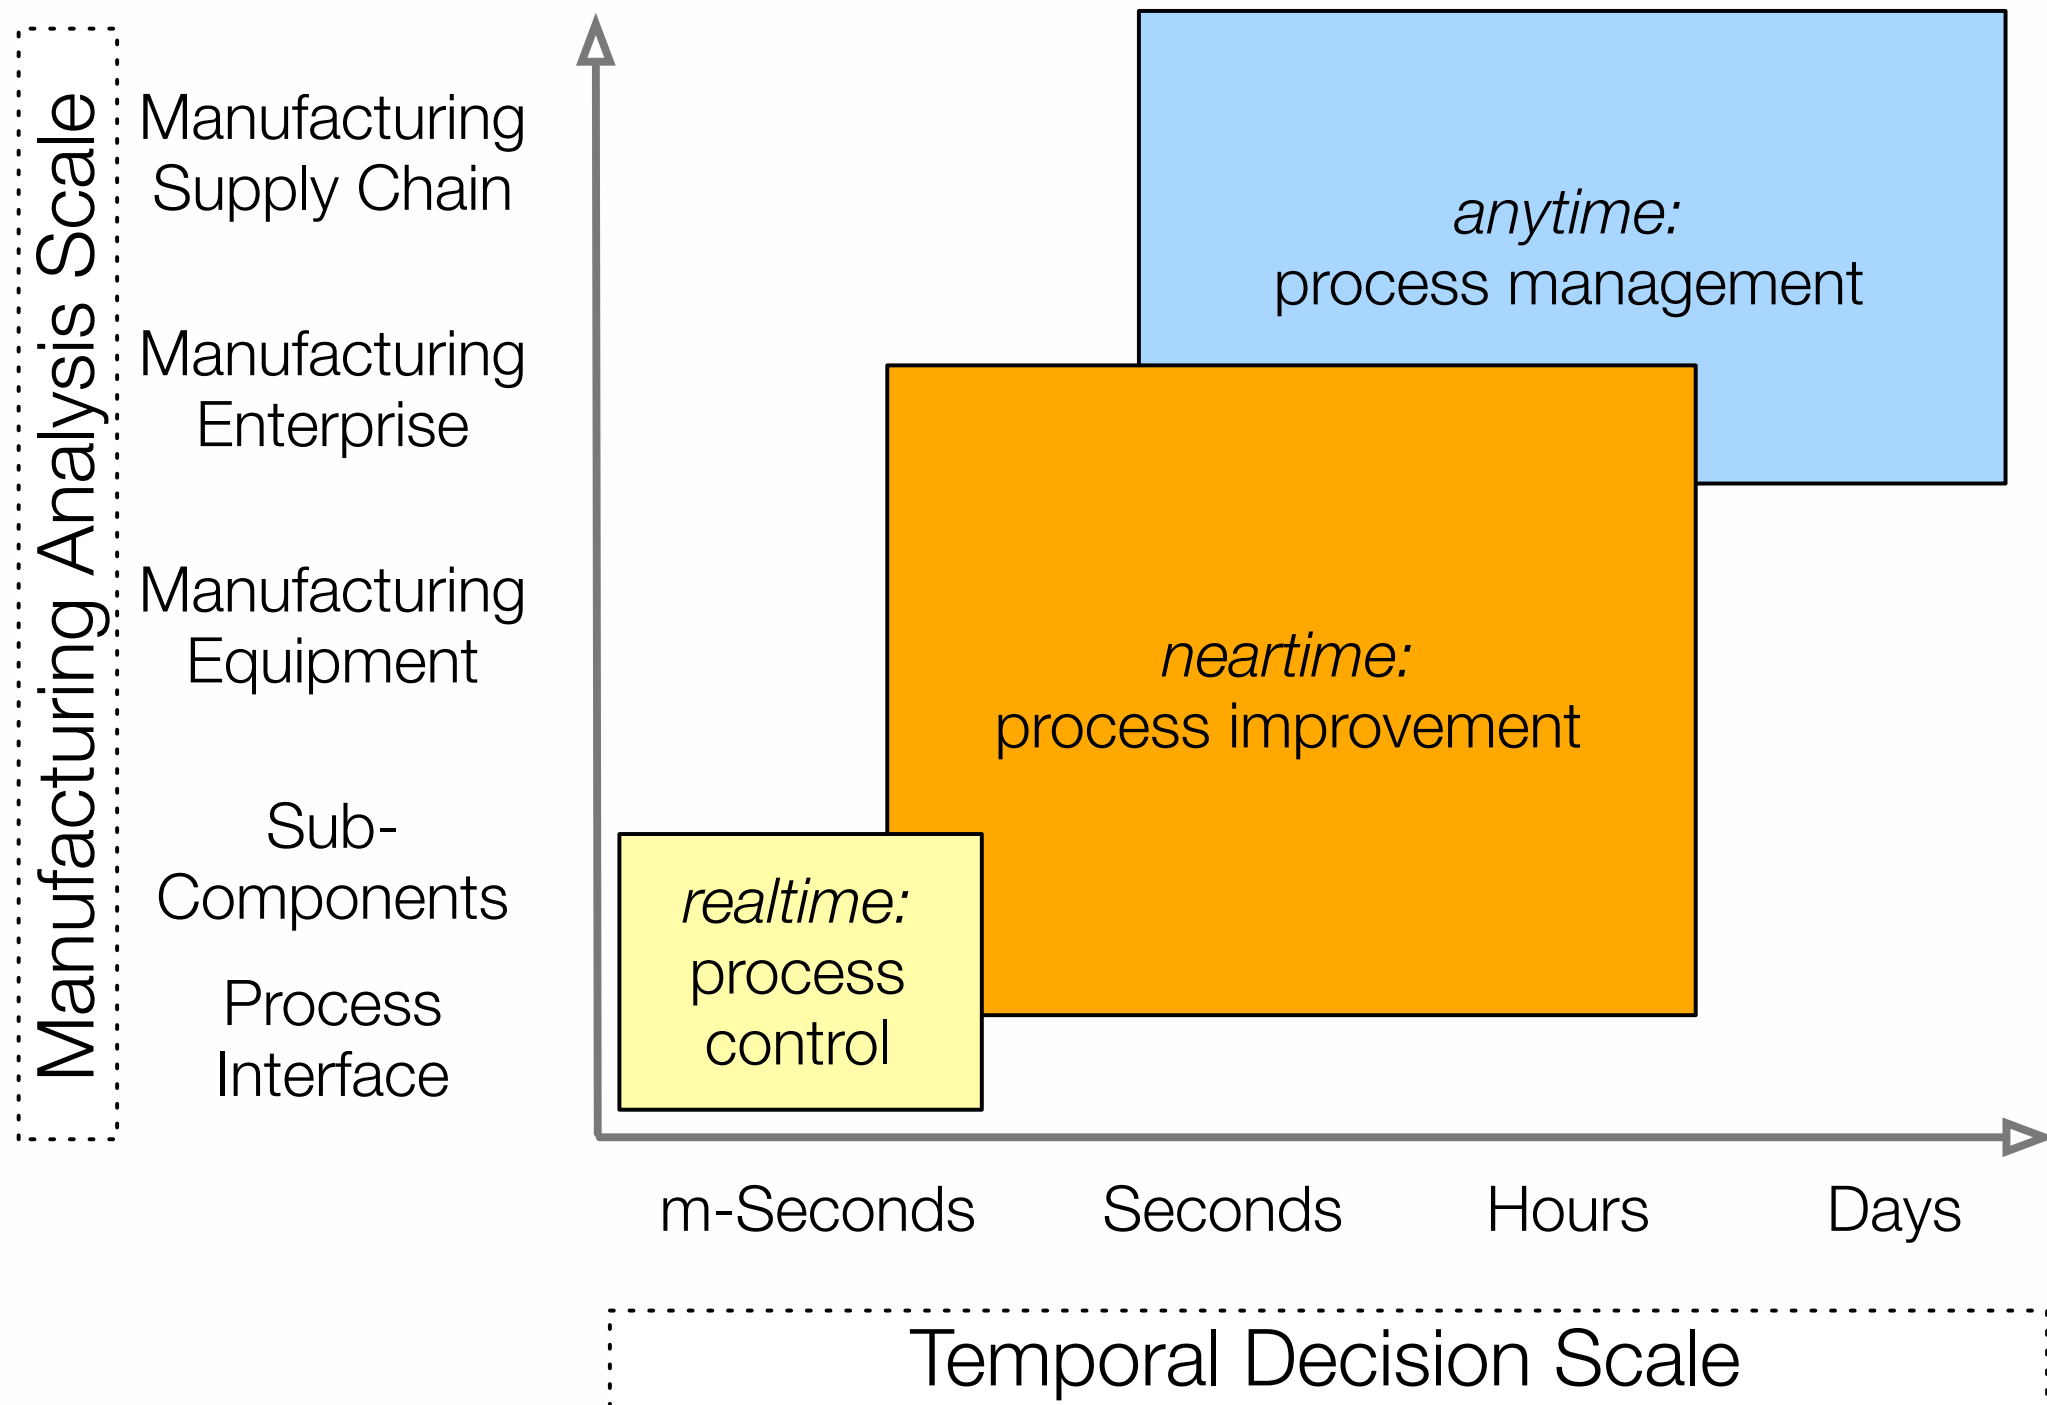 Manufacturing Analysis Scale
Manufacturing
Supply Chain
Manufacturing
Enterprise
Manufacturing
Equipment
Sub-
Components
Process
Interface
anytime:
process management
neartime:
process improvement
realtime:
process
control
m-Seconds
Seconds
Hours
Days
Temporal Decision Scale